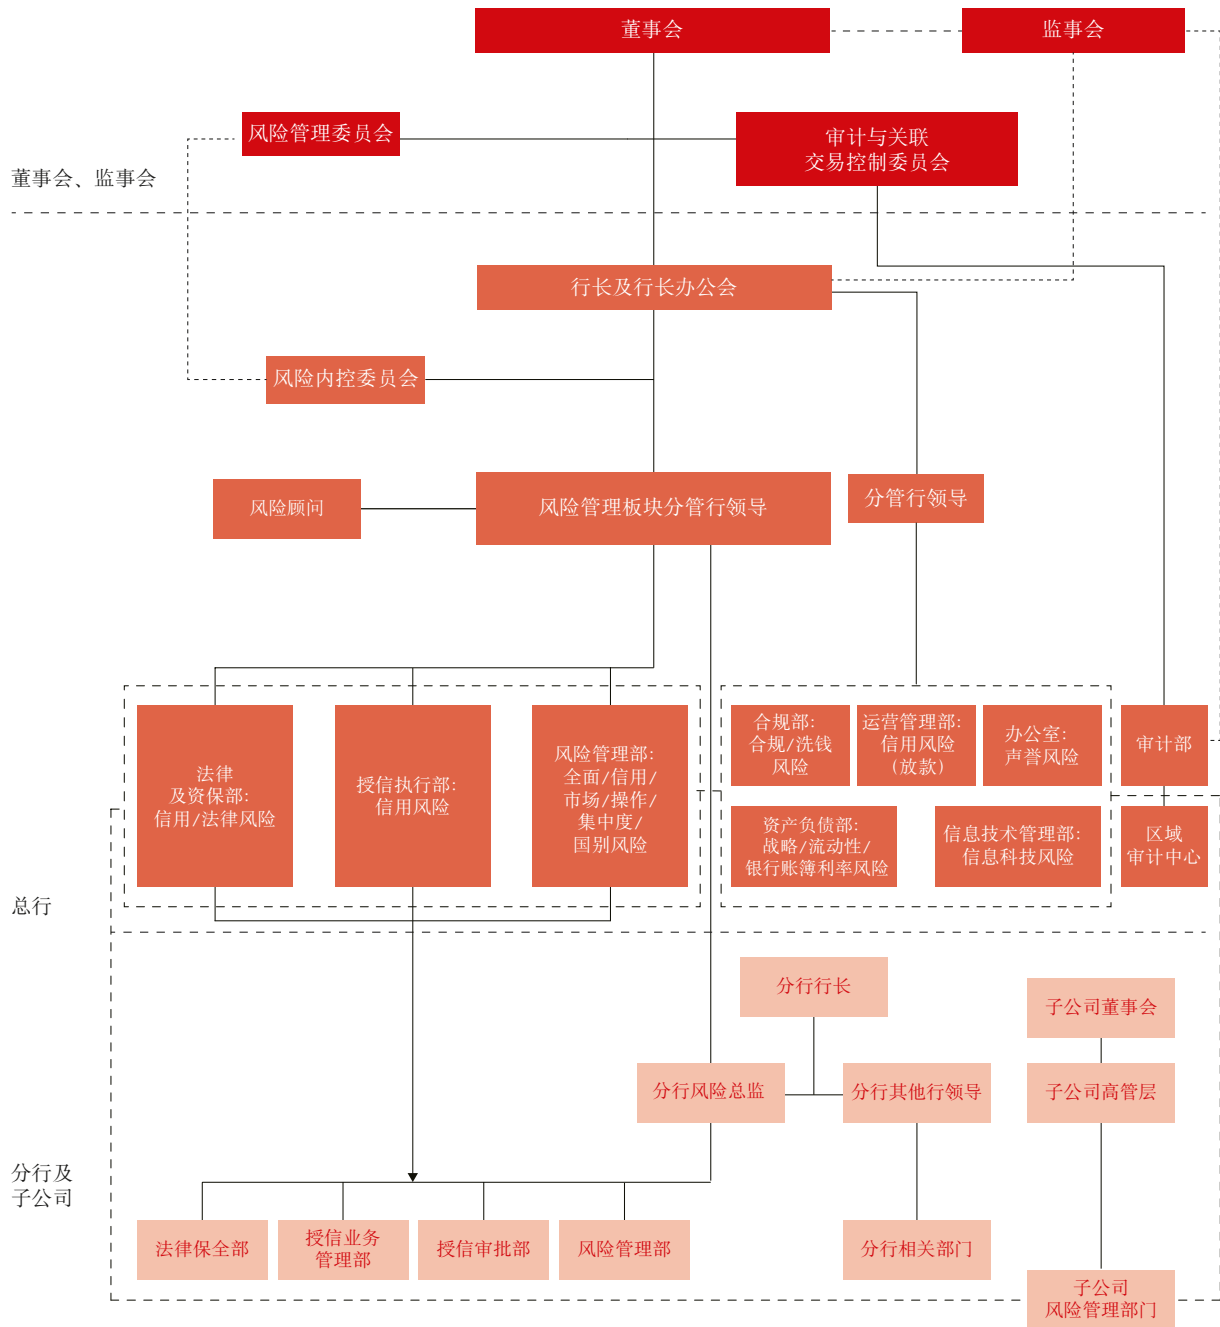 董事会
监事会
风险管理委员会
审计与关联
交易控制委员会
董事会、监事会
行长及行长办公会
风险内控委员会
风险顾问
风险管理板块分管行领导
分管行领导
法律
及资保部:
信用/法律风险
授信执行部:
信用风险
风险管理部:
全面/信用/
市场/操作/
集中度/
国别风险
合规部:
合规/洗钱
风险
运营管理部:
信用风险
(放款)
办公室:
声誉风险
审计部
资产负债部:
战略/流动性/
银行账簿利率风险
信息技术管理部:
信息科技风险
区域
审计中心
总行
分行行长
子公司董事会
分行风险总监
分行其他行领导
子公司高管层
分行及
子公司
法律保全部
授信业务
管理部
授信审批部
风险管理部
分行相关部门
子公司
风险管理部门